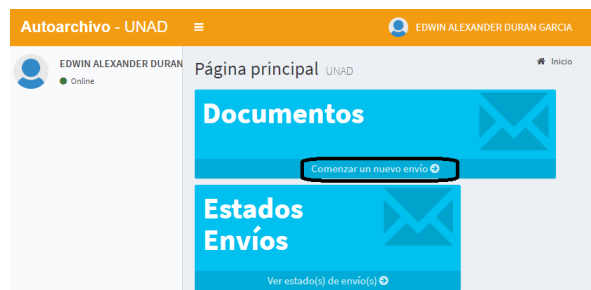 Autoarchivo - UNAD
EDWIN ALEXANDER DURAN GARCIA
EDWIN ALEXANDER DURAN
Online
Página principal UNAD
Inicio
Documentos
Comenzar un nuevo envío
Estados
Envíos
Ver estado(s) de envío(s)